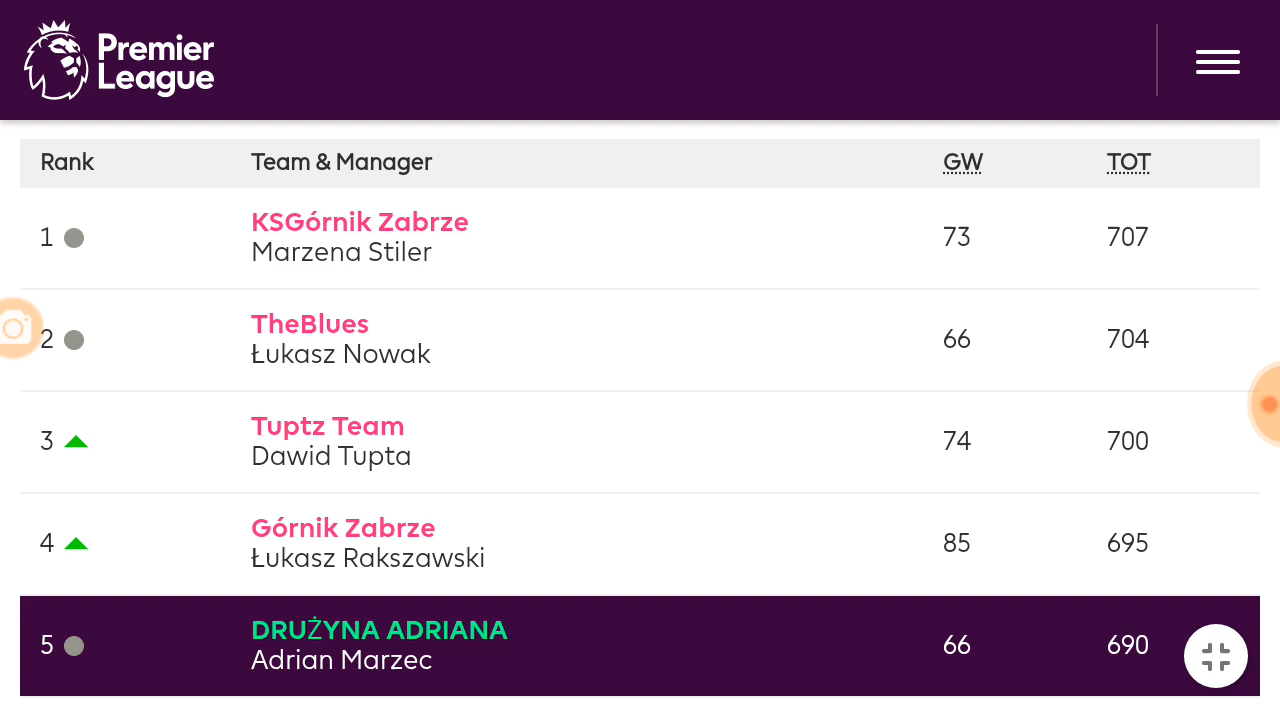 Premier
League
Rank Team & Manager GW TOT
1 KSGórnik Zabrze 73 707
Marzena Stiler
2 TheBlues 66 704
Łukasz Nowak
3 Tuptz Team 74 700
Dawid Tupta
4 Górnik Zabrze 85 695
Łukasz Rakszawski
5 DRUŻYNA ADRIANA 66 690
Adrian Marzec